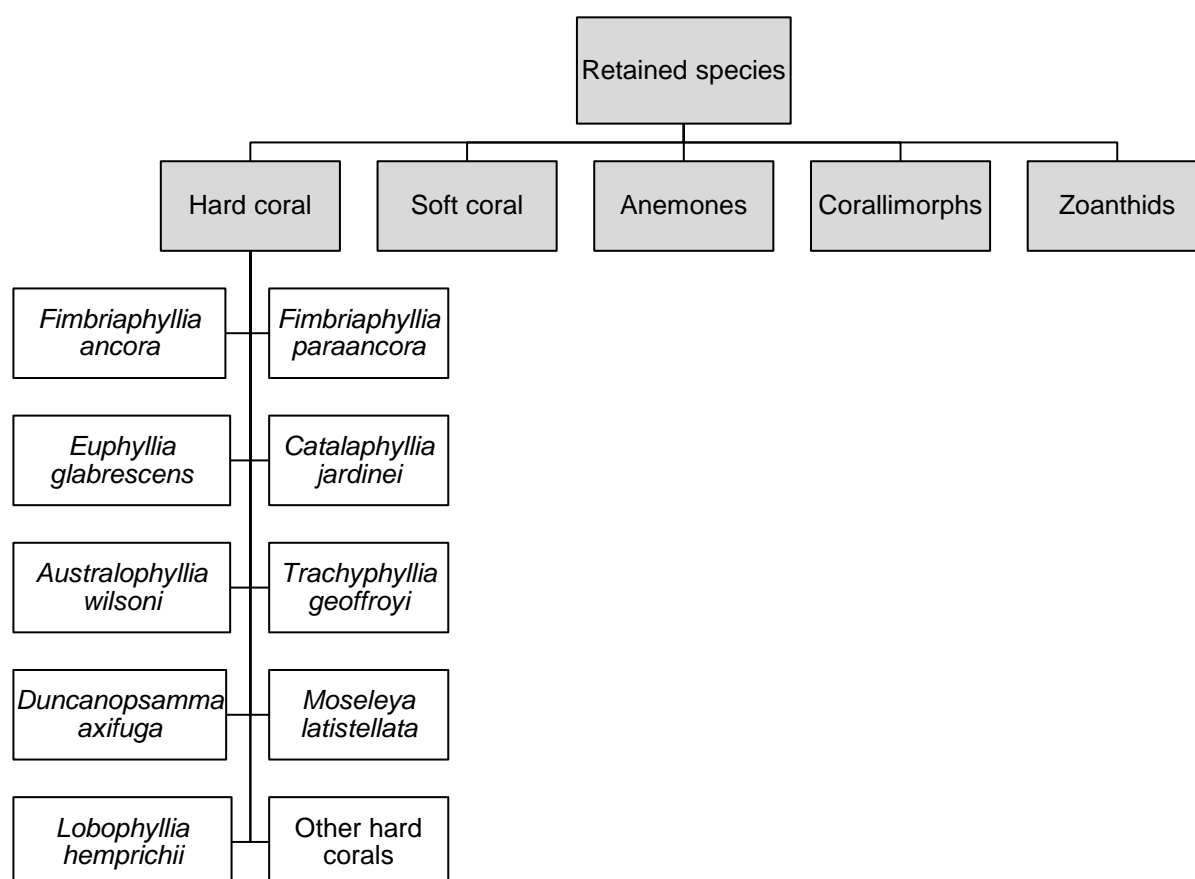 Retained species
Hard coral
Soft coral
Anemones
Corallimorphs
Zoanthids
Fimbriaphyllia
ancora
Fimbriaphyllia
paraancora
Euphyllia
glabrescens
Catalaphyllia
jardinei
Australophyllia
wilsoni
Trachyphyllia
geoffroyi
Duncanopsamma
axifuga
Moseleya
latistellata
Lobophyllia
hemprichii
Other hard
corals